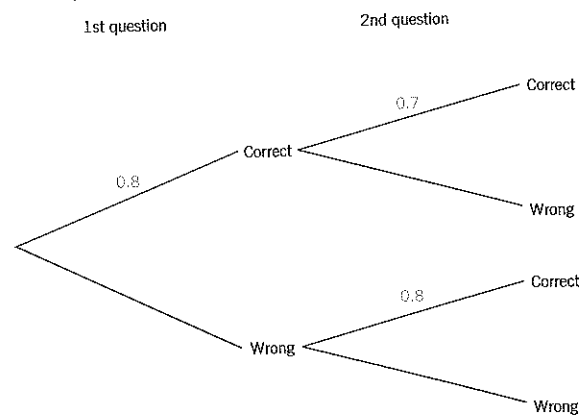 1st question 2nd question
Correct
0.7
Correct
0.8
Wrong
Correct
0.8
Wrong
Wrong